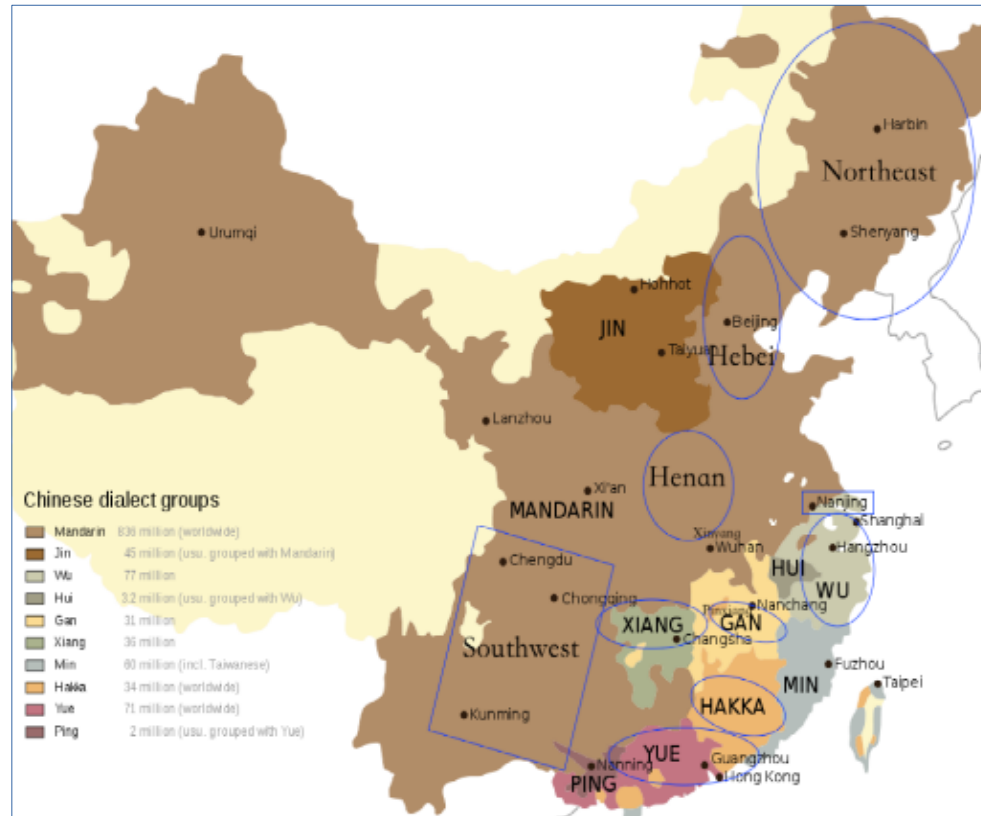 Harbin
Northeast
Urumqi
Shenyang
Hohhot
Beijing
JIN
Taiyuan
Hebei
Lanzhou
Henan
Xi'an
Nanjing
MANDARIN
Shanghai
Xinyang
Wuhan
Hangzhou
Chengdu
HUI
WU
Chongqing
Pinxiang
Nanchang
XIANG
GAN
Changsha
Southwest
Fuzhou
MIN
Taipei
HAKKA
Kunming
YUE
Guangzhou
Nanning
Hong Kong
PING
Chinese dialect groups
Mandarin 836 million (worldwide)
Jin 45 million (usu. grouped with Mandarin)
Wu 77 million
Hui 3.2 million (usu. grouped with Wu)
Gan 31 million
Xiang 36 million
Min 60 million (incl. Taiwanese)
Hakka 34 million (worldwide)
Yue 71 million (worldwide)
Ping 2 million (usu. grouped with Yue)